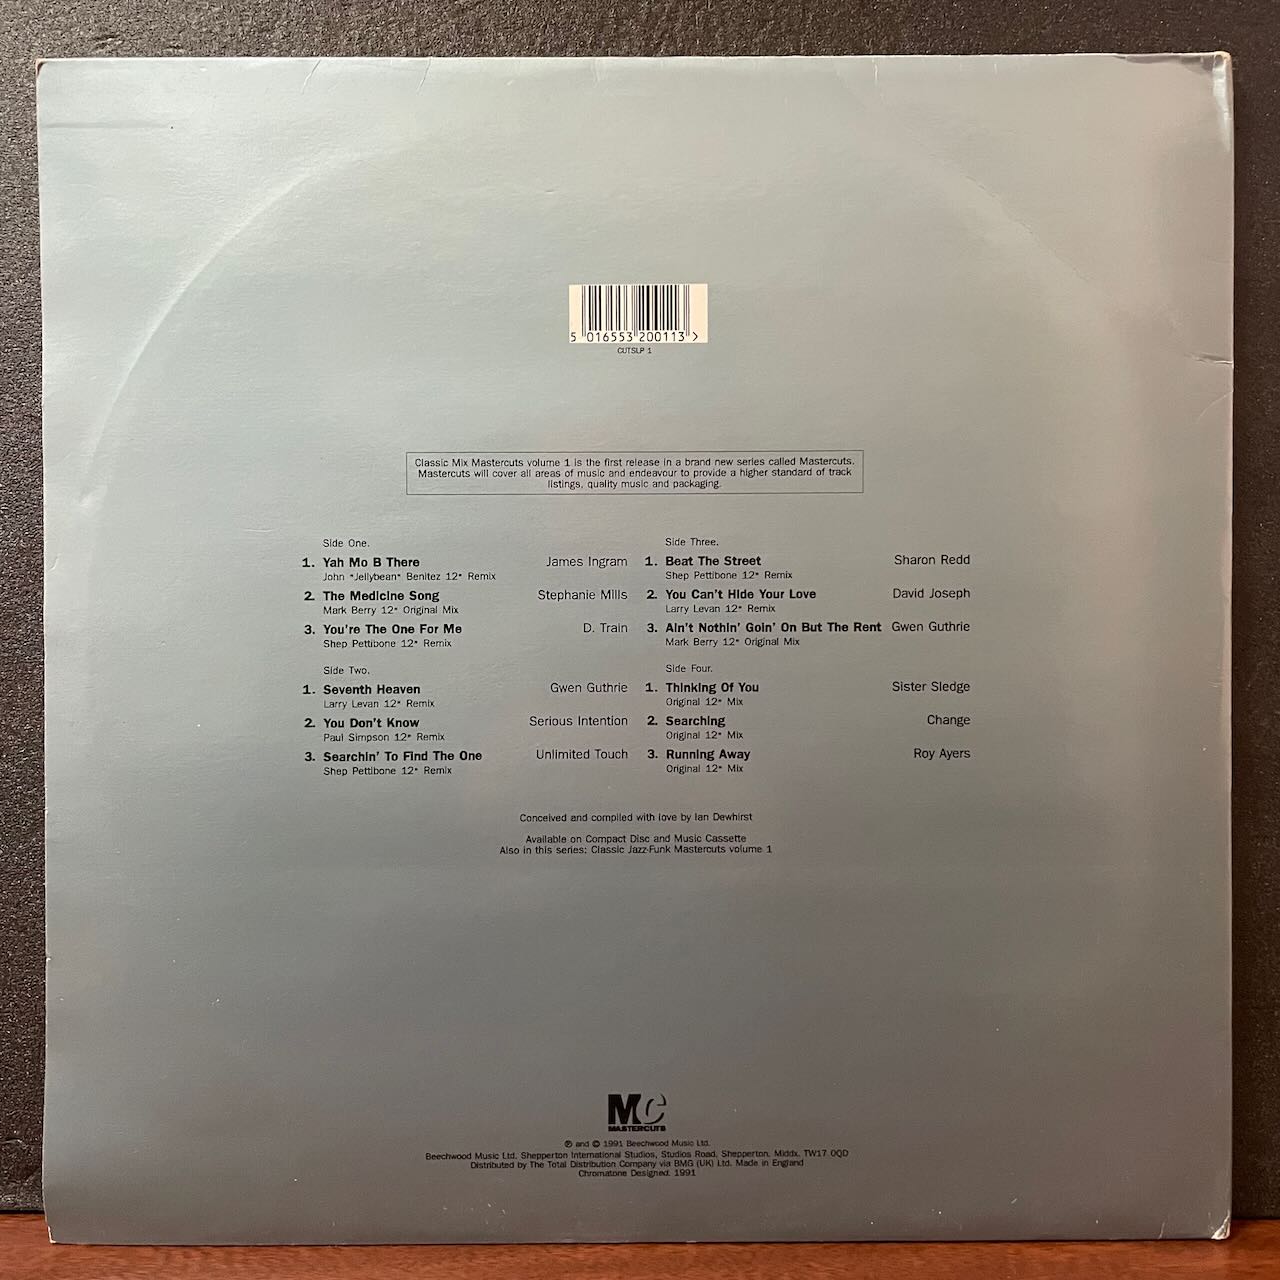 5 016553 200113 >
CUTSLP 1
Classic Mix Mastercuts volume 1 is the first release in a brand new series called Mastercuts.
Mastercuts will cover all areas of music and endeavour to provide a higher standard of track
listings, quality music and packaging.
Side One.
1. Yah Mo B There James Ingram
John "Jellybean" Benitez 12" Remix
2. The Medicine Song Stephanie Mills
Mark Berry 12" Original Mix
3. You're The One For Me D. Train
Shep Pettibone 12" Remix
Side Two.
1. Seventh Heaven Gwen Guthrie
Larry Levan 12" Remix
2. You Don't Know Serious Intention
Paul Simpson 12" Remix
3. Searchin' To Find The One Unlimited Touch
Shep Pettibone 12" Remix
Side Three.
1. Beat The Street Sharon Redd
Shep Pettibone 12" Remix
2. You Can't Hide Your Love David Joseph
Larry Levan 12" Remix
3. Ain't Nothin' Goin' On But The Rent Gwen Guthrie
Mark Berry 12" Original Mix
Side Four.
1. Thinking Of You Sister Sledge
Original 12" Mix
2. Searching Change
Original 12" Mix
3. Running Away Roy Ayers
Original 12" Mix
Conceived and compiled with love by Ian Dewhirst
Available on Compact Disc and Music Cassette
Also in this series: Classic Jazz-Funk Mastercuts volume 1
MC
MASTERCUTS
℗ and © 1991 Beechwood Music Ltd.
Beechwood Music Ltd. Shepperton International Studios, Studios Road, Shepperton, Middx. TW17 0QD
Distributed by The Total Distribution Company via BMG (UK) Ltd. Made in England
Chromatone Designed. 1991